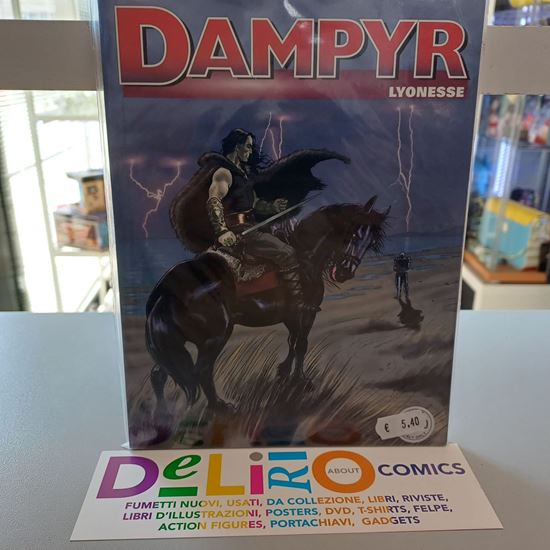 DAMPYR
LYONESSE
€ 5,40
DeLiRiO ABOUT COMICS
FUMETTI NUOVI, USATI, DA COLLEZIONE, LIBRI, RIVISTE,
LIBRI D'ILLUSTRAZIONI, POSTERS, DVD, T-SHIRTS, FELPE,
ACTION FIGURES, PORTACHIAVI, GADGETS